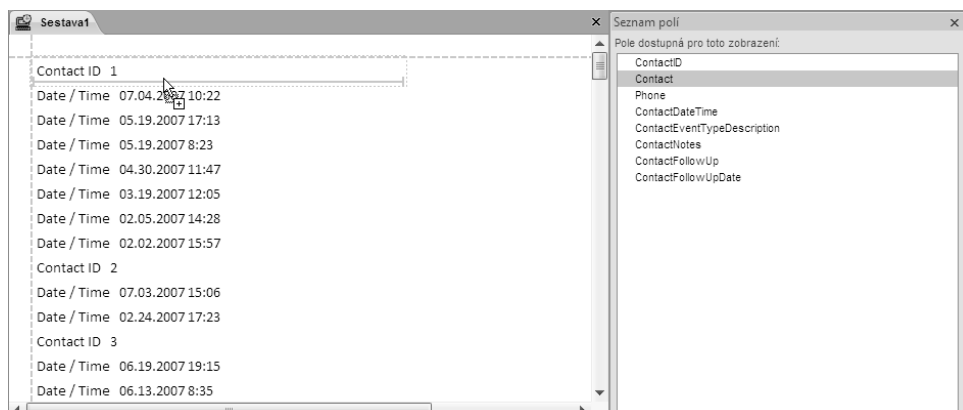 Sestava1
Contact ID 1
Date / Time 07.04.2007 10:22
Date / Time 05.19.2007 17:13
Date / Time 05.19.2007 8:23
Date / Time 04.30.2007 11:47
Date / Time 03.19.2007 12:05
Date / Time 02.05.2007 14:28
Date / Time 02.02.2007 15:57
Contact ID 2
Date / Time 07.03.2007 15:06
Date / Time 02.24.2007 17:23
Contact ID 3
Date / Time 06.19.2007 19:15
Date / Time 06.13.2007 8:35
Seznam polí
Pole dostupná pro toto zobrazení:
ContactID
Contact
Phone
ContactDateTime
ContactEventTypeDescription
ContactNotes
ContactFollowUp
ContactFollowUpDate